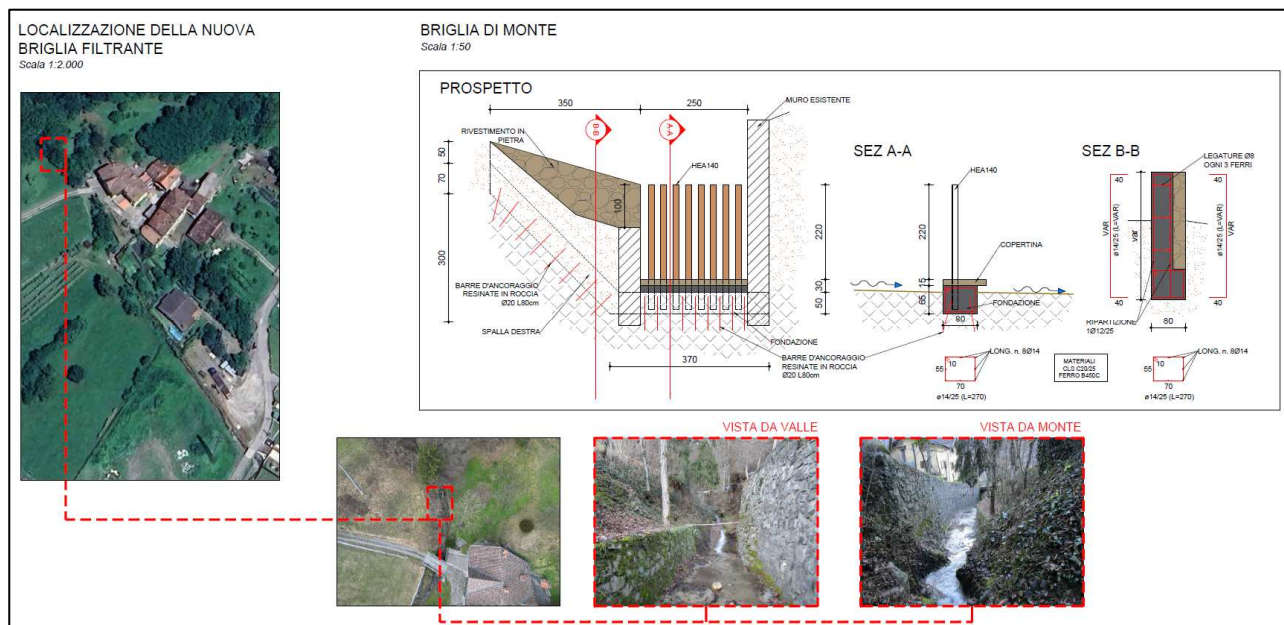 LOCALIZZAZIONE DELLA NUOVA
BRIGLIA FILTRANTE
Scala 1:2.000
BRIGLIA DI MONTE
Scala 1:50
PROSPETTO
350
250
MURO ESISTENTE
RIVESTIMENTO IN
PIETRA
B-B
A-A
HEA140
50
70
300
100
220
30
50
BARRE D'ANCORAGGIO
RESINATE IN ROCCIA
Ø20 L80cm
SPALLA DESTRA
FONDAZIONE
BARRE D'ANCORAGGIO
RESINATE IN ROCCIA
Ø20 L80cm
370
SEZ A-A
HEA140
220
COPERTINA
15
65
FONDAZIONE
80
LONG. n. 8Ø14
10
55
70
ø14/25 (L=270)
MATERIALI
CLS C20/25
FERRO B450C
SEZ B-B
LEGATURE Ø8
OGNI 3 FERRI
40
40
VAR
ø14/25 (L=VAR)
var
ø14/25 (L=VAR)
VAR
40
40
RIPARTIZIONE
1Ø12/25
80
LONG. n. 8Ø14
10
55
70
ø14/25 (L=270)
VISTA DA VALLE
VISTA DA MONTE